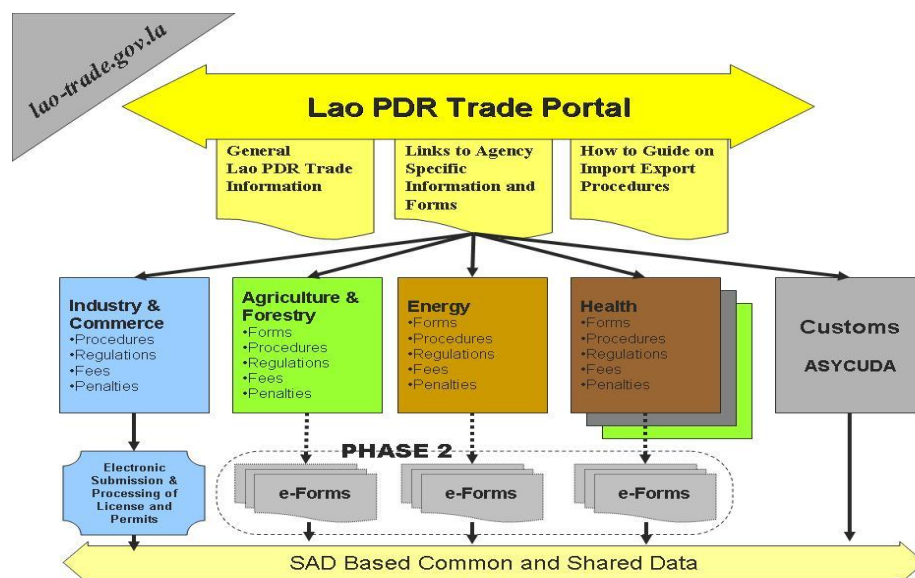 lao-trade.gov.la
Lao PDR Trade Portal
General
Lao PDR Trade
Information
Links to Agency
Specific
Information and
Forms
How to Guide on
Import Export
Procedures
Industry &
Commerce
•Procedures
•Regulations
•Fees
•Penalties
Agriculture &
Forestry
•Forms
•Procedures
•Regulations
•Fees
•Penalties
Energy
•Forms
•Procedures
•Regulations
•Fees
•Penalties
Health
•Forms
•Procedures
•Regulations
•Fees
•Penalties
Customs
ASYCUDA
PHASE 2
Electronic
Submission &
Processing of
License and
Permits
e-Forms
e-Forms
e-Forms
SAD Based Common and Shared Data